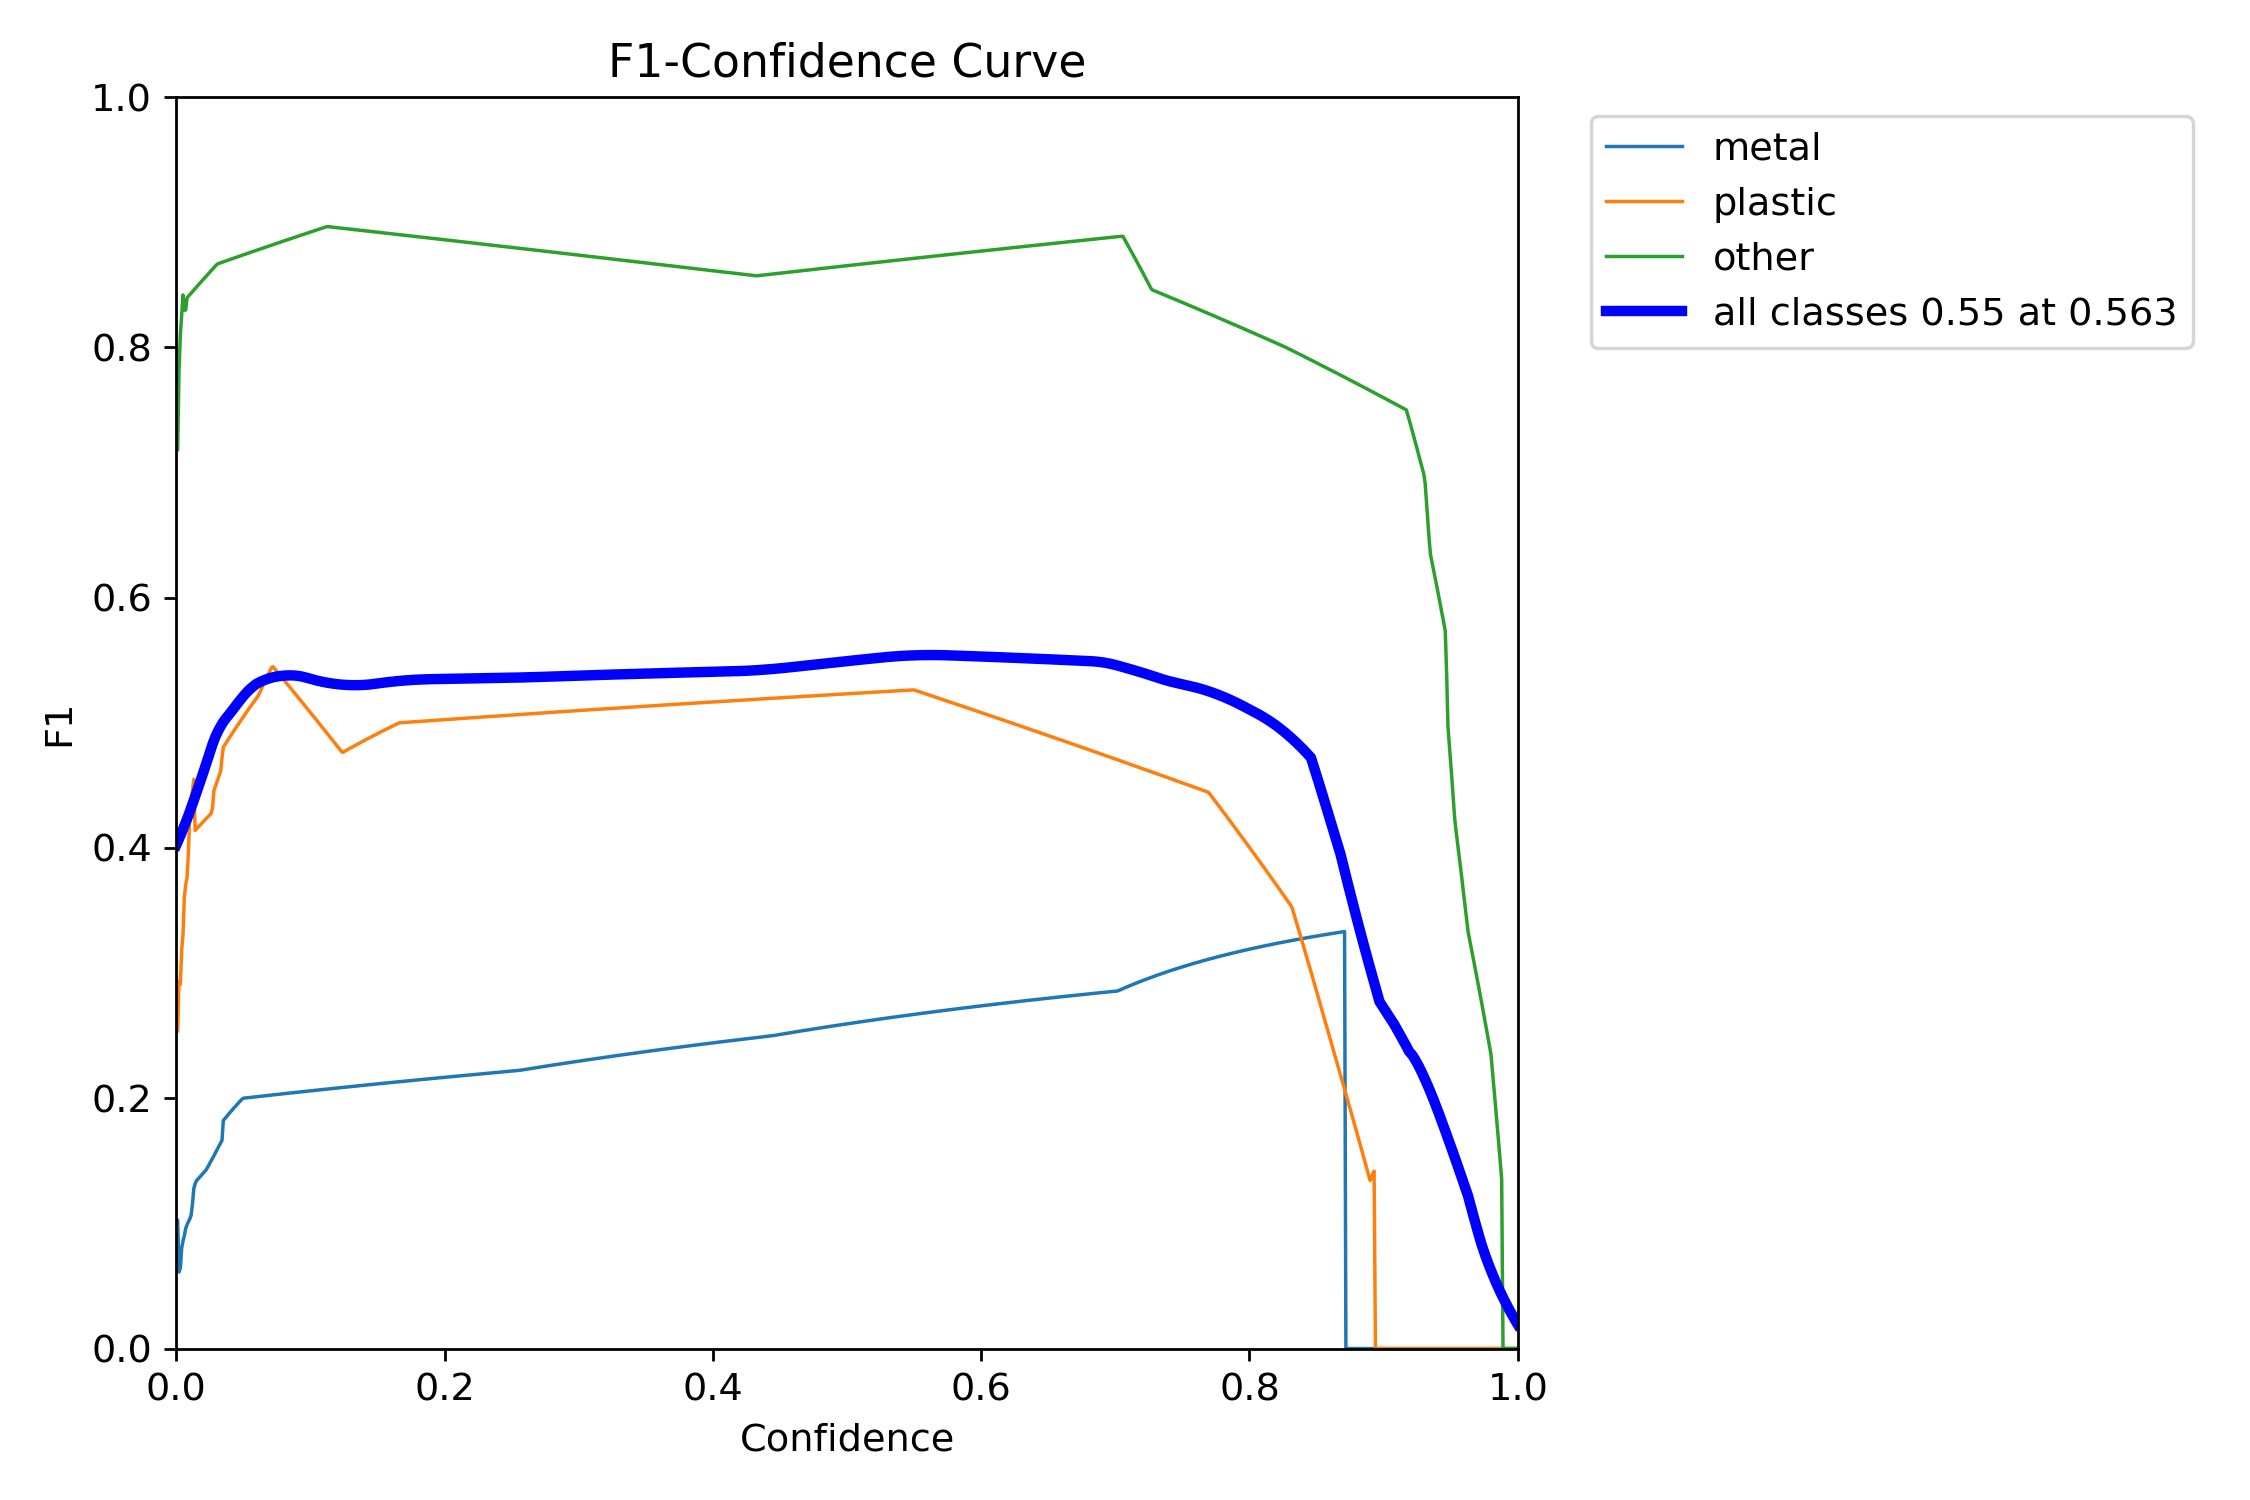 F1-Confidence Curve
1.0
0.8
0.6
0.4
0.2
0.0
F1
0.0 0.2 0.4 0.6 0.8 1.0
Confidence
metal
plastic
other
all classes 0.55 at 0.563